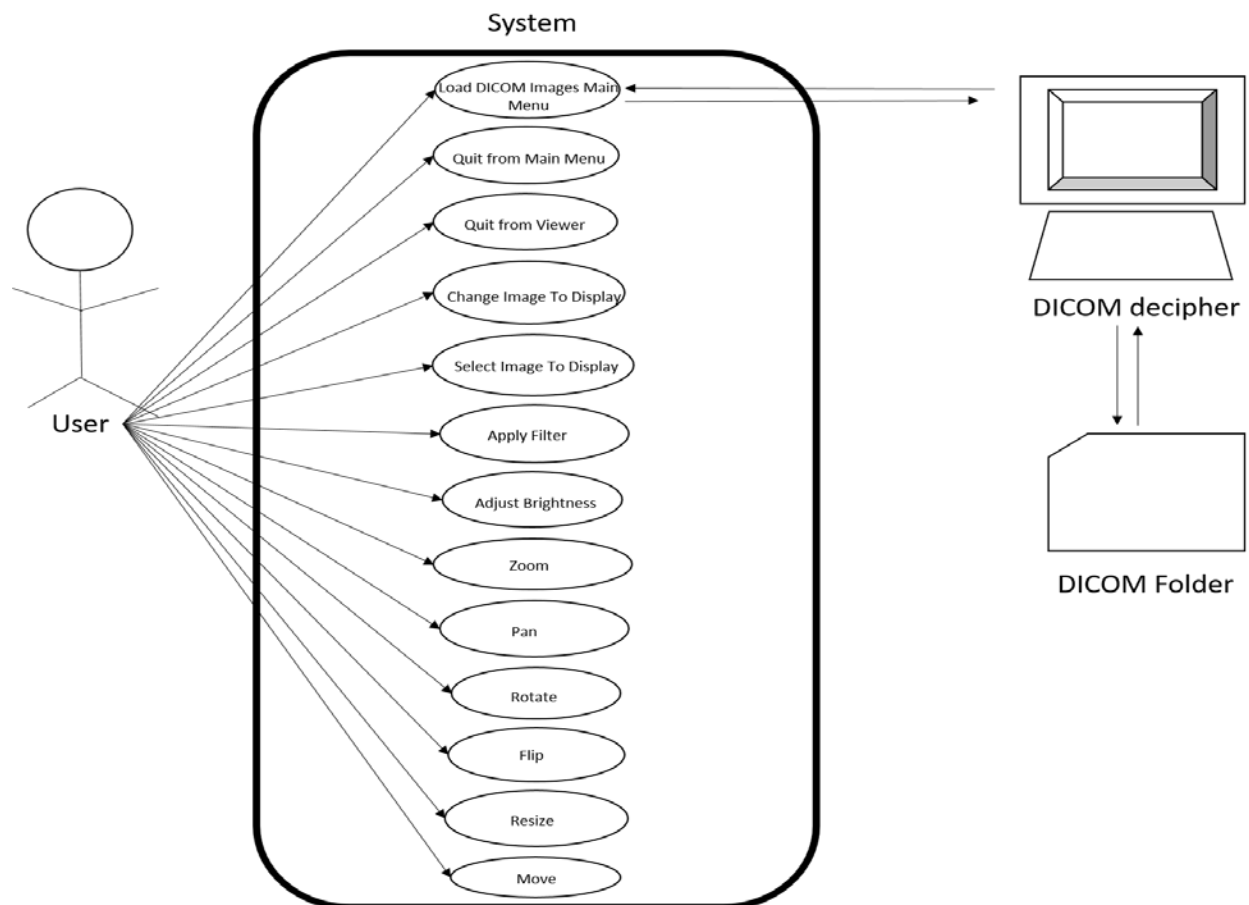 System
Load DICOM Images Main
Menu
Quit from Main Menu
Quit from Viewer
Change Image To Display
Select Image To Display
Apply Filter
Adjust Brightness
Zoom
Pan
Rotate
Flip
Resize
Move
User
DICOM decipher
DICOM Folder